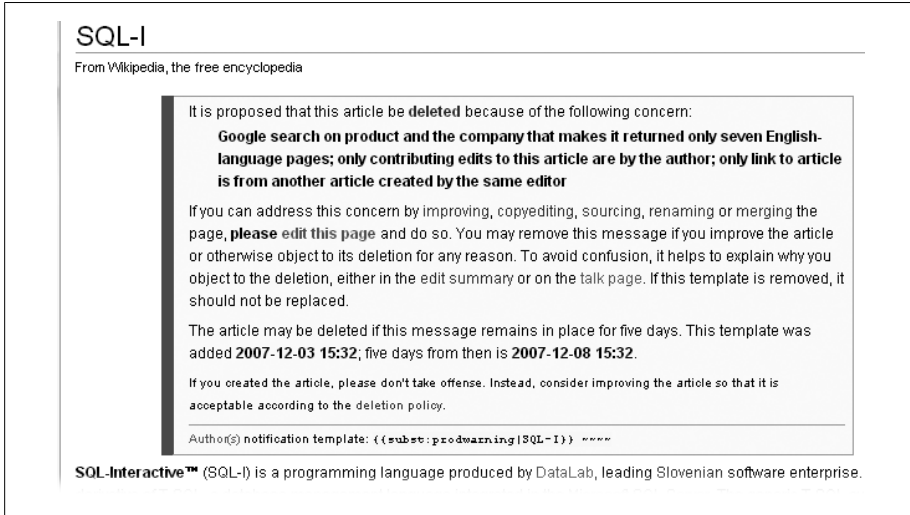 SQL-I
From Wikipedia, the free encyclopedia
It is proposed that this article be deleted because of the following concern:
Google search on product and the company that makes it returned only seven English-
language pages; only contributing edits to this article are by the author; only link to article
is from another article created by the same editor
If you can address this concern by improving, copyediting, sourcing, renaming or merging the
page, please edit this page and do so. You may remove this message if you improve the article
or otherwise object to its deletion for any reason. To avoid confusion, it helps to explain why you
object to the deletion, either in the edit summary or on the talk page. If this template is removed, it
should not be replaced.
The article may be deleted if this message remains in place for five days. This template was
added 2007-12-03 15:32; five days from then is 2007-12-08 15:32.
If you created the article, please don't take offense. Instead, consider improving the article so that it is
acceptable according to the deletion policy.
Author(s) notification template: {{subst:prodwarning|SQL-I}} ~~~~
SQL-Interactive™ (SQL-I) is a programming language produced by DataLab, leading Slovenian software enterprise.